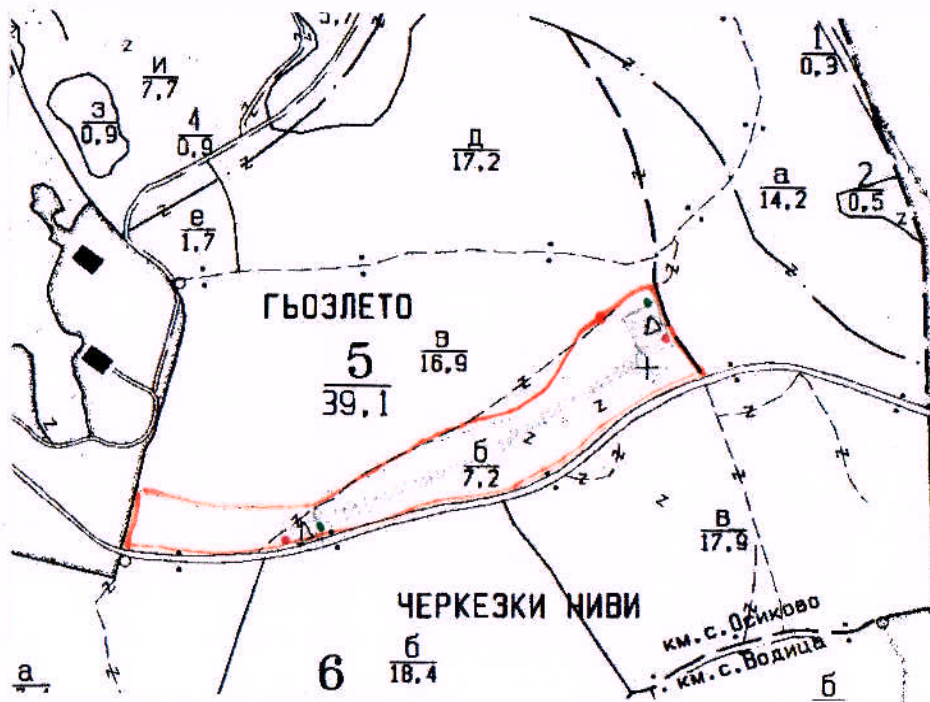 5,7
1
0,3
и
7,7
з
0,9
4
0,9
д
17,2
а
14,2
2
0,5
е
1,7
ГЬОЗЛЕТО
5
39,1
в
16,9
б
7,2
в
17,9
ЧЕРКЕЗКИ НИВИ
км.с.Осиково
км.с.Водица
6
б
18,4
а
б